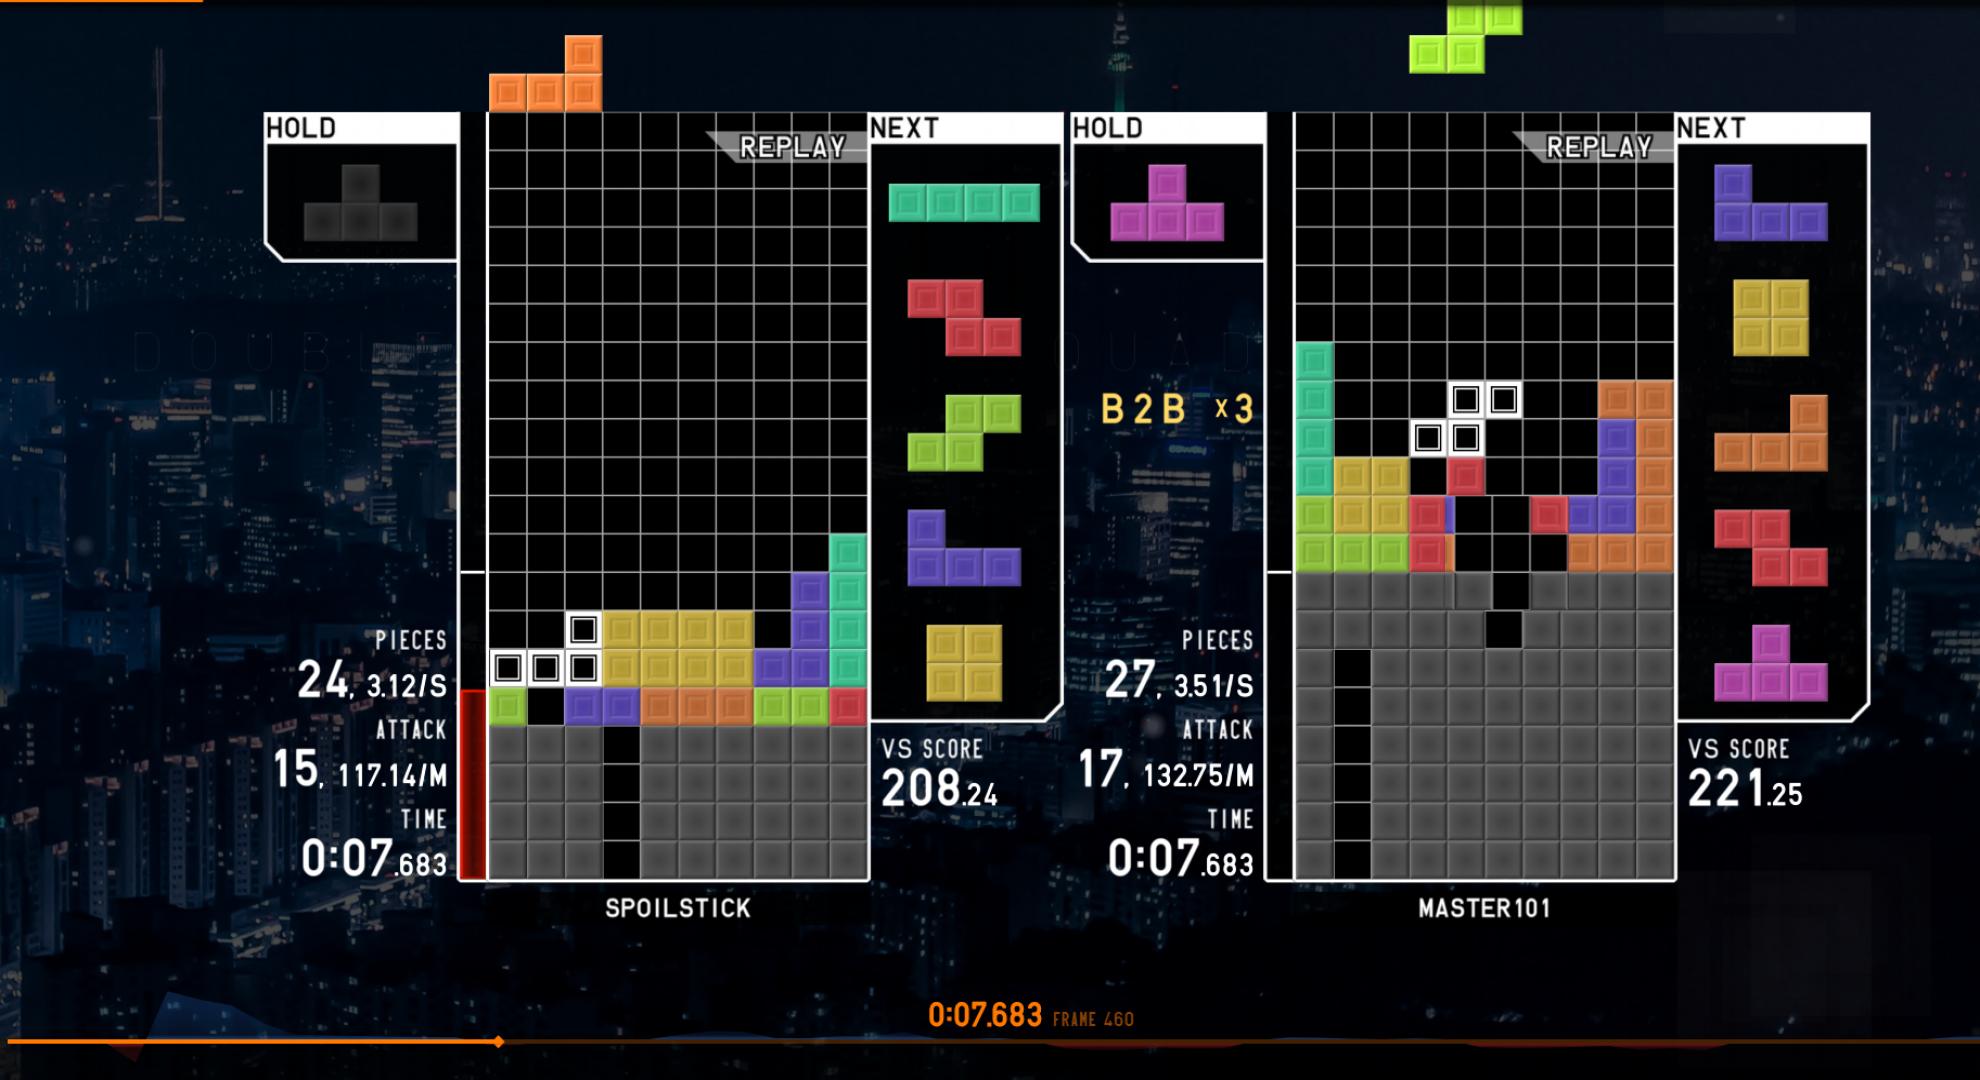 HOLD
REPLAY
NEXT
HOLD
REPLAY
NEXT
DOUBLE
QUAD
B2B x3
PIECES
24, 3.12/S
ATTACK
15, 117.14/M
TIME
0:07.683
VS SCORE
208.24
PIECES
27, 3.51/S
ATTACK
17, 132.75/M
TIME
0:07.683
VS SCORE
221.25
SPOILSTICK
MASTER101
0:07.683 FRAME 460